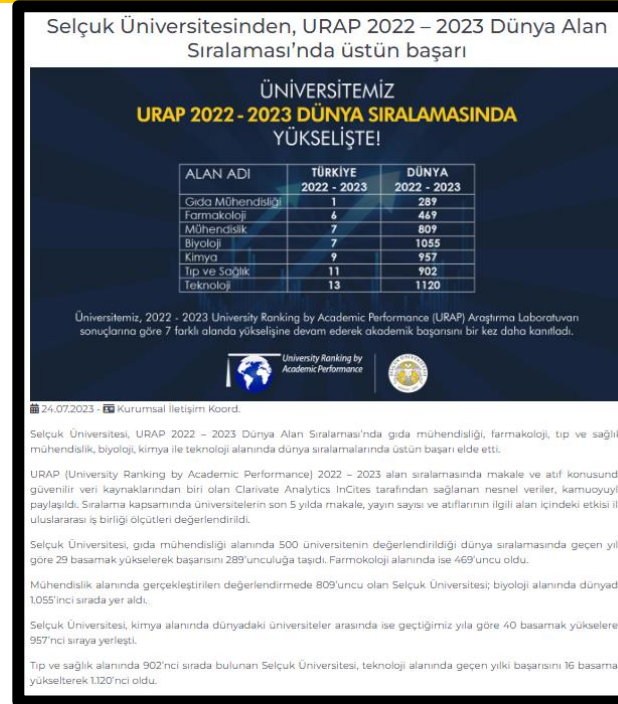 Selçuk Üniversitesinden, URAP 2022 – 2023 Dünya Alan
Sıralaması’nda üstün başarı
ÜNİVERSİTEMİZ
URAP 2022 - 2023 DÜNYA SIRALAMASINDA
YÜKSELİŞTE!
ALAN ADI TÜRKİYE 2022 - 2023 DÜNYA 2022 - 2023
Gıda Mühendisliği 1 289
Farmakoloji 6 469
Mühendislik 7 809
Biyoloji 7 1055
Kimya 9 957
Tıp ve Sağlık 11 902
Teknoloji 13 1120
Üniversitemiz, 2022 - 2023 University Ranking by Academic Performance (URAP) Araştırma Laboratuvarı
sonuçlarına göre 7 farklı alanda yükselişine devam ederek akademik başarısını bir kez daha kanıtladı.
University Ranking by
Academic Performance
24.07.2023 - Kurumsal İletişim Koord.
Selçuk Üniversitesi, URAP 2022 – 2023 Dünya Alan Sıralaması’nda gıda mühendisliği, farmakoloji, tıp ve sağlık
mühendislik, biyoloji, kimya ile teknoloji alanında dünya sıralamalarında üstün başarı elde etti.
URAP (University Ranking by Academic Performance) 2022 – 2023 alan sıralamasında makale ve atıf konusund
güvenilir veri kaynaklarından biri olan Clarivate Analytics InCites tarafından sağlanan nesnel veriler, kamuoyuyl
paylaşıldı. Sıralama kapsamında üniversitelerin son 5 yılda makale, yayın sayısı ve atıflarının ilgili alan içindeki etkisi il
uluslararası iş birliği ölçütleri değerlendirildi.
Selçuk Üniversitesi, gıda mühendisliği alanında 500 üniversitenin değerlendirildiği dünya sıralamasında geçen yıl
göre 29 basamak yükselerek başarısını 289’unculuğa taşıdı. Farmokoloji alanında ise 469’uncu oldu.
Mühendislik alanında gerçekleştirilen değerlendirmede 809’uncu olan Selçuk Üniversitesi; biyoloji alanında dünyad
1.055’inci sırada yer aldı.
Selçuk Üniversitesi, kimya alanında dünyadaki üniversiteler arasında ise geçtiğimiz yıla göre 40 basamak yükselere
957’nci sıraya yerleşti.
Tıp ve sağlık alanında 902’nci sırada bulunan Selçuk Üniversitesi, teknoloji alanında geçen yılki başarısını 16 basama
yükselterek 1.120’nci oldu.